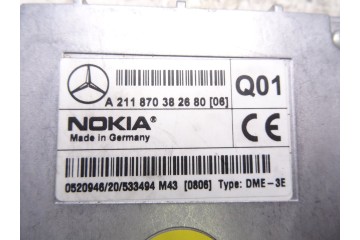 A 211 870 38 26 80 [06]
Q01
NOKIA®
Made in Germany
CE
0520946/20/533494 M43 [0806] Type: DME-3E